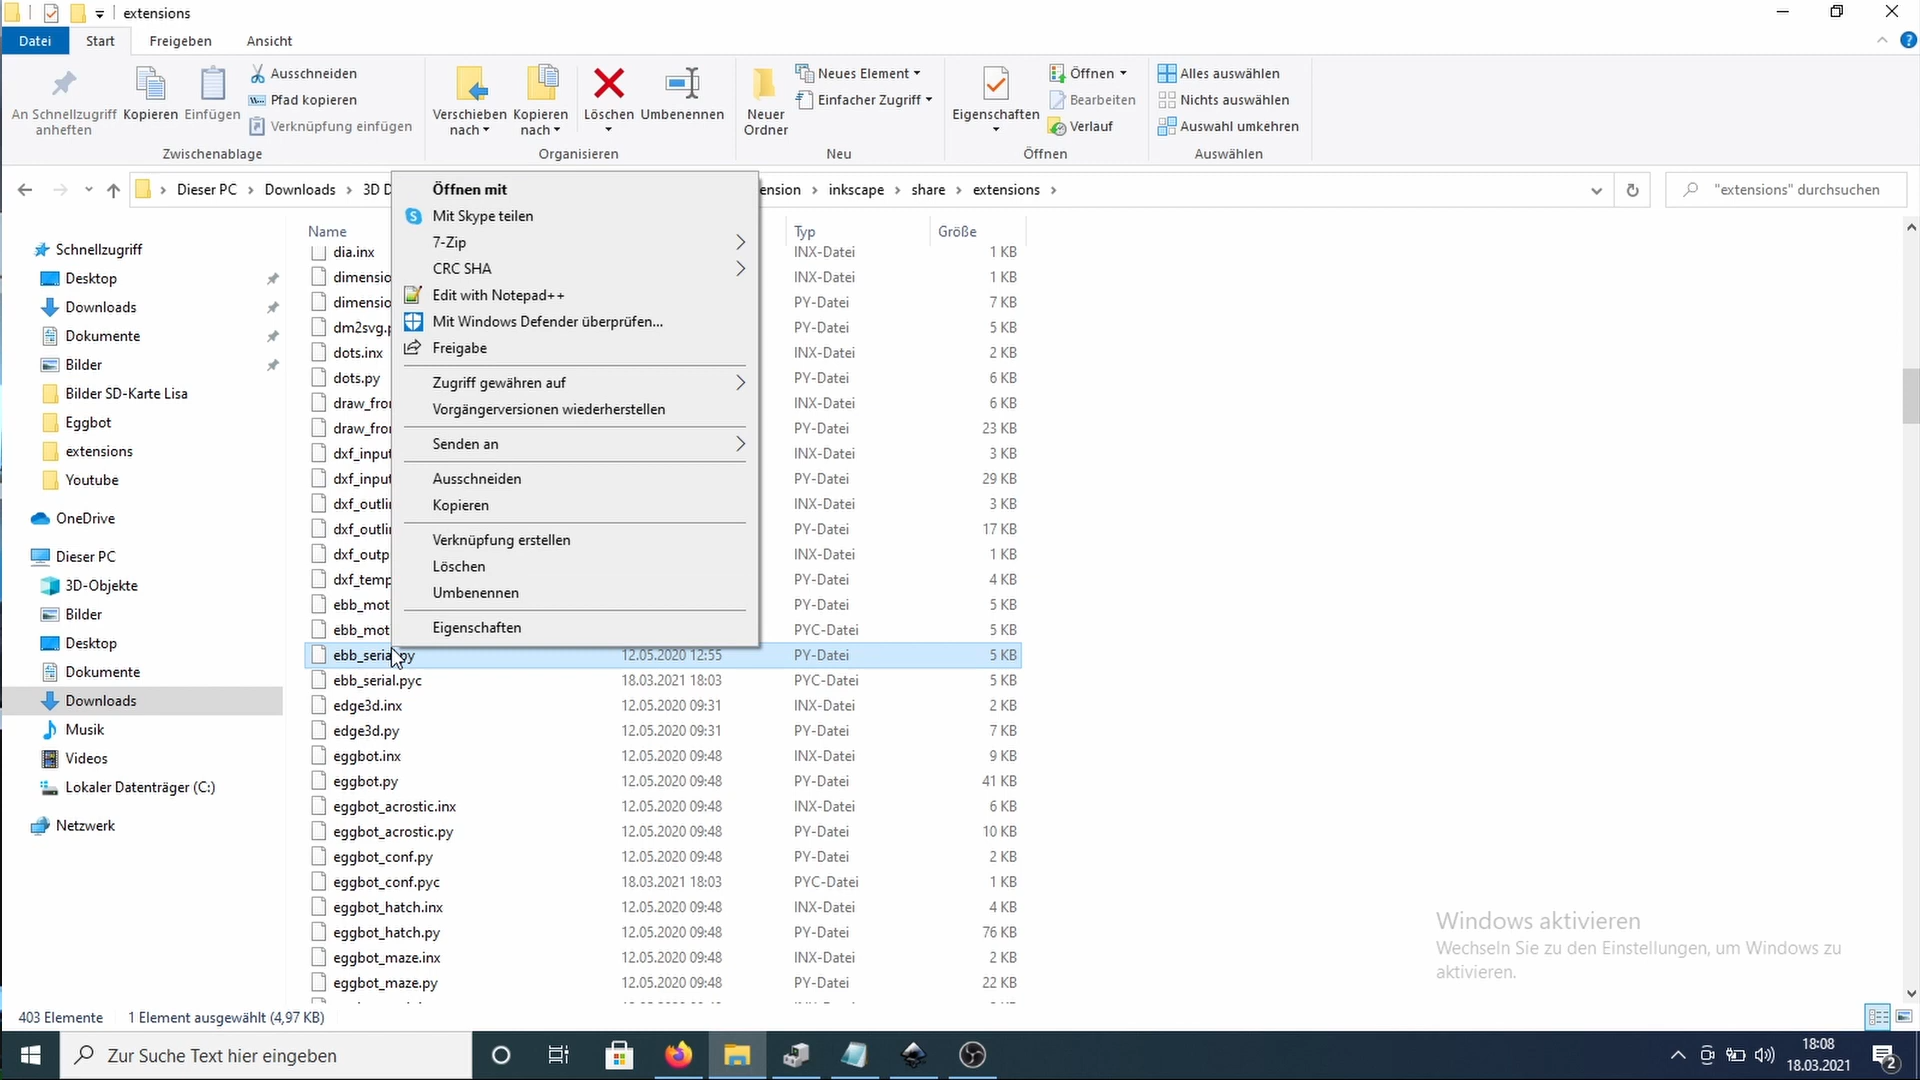 extensions
Datei Start Freigeben Ansicht
An Schnellzugriff anheften
Kopieren
Einfügen
Ausschneiden
Pfad kopieren
Verknüpfung einfügen
Zwischenablage
Verschieben nach
Kopieren nach
Löschen
Umbenennen
Organisieren
Neuer Ordner
Neues Element
Einfacher Zugriff
Neu
Eigenschaften
Öffnen
Bearbeiten
Verlauf
Öffnen
Alles auswählen
Nichts auswählen
Auswahl umkehren
Auswählen
Dieser PC > Downloads > 3D D
ension > inkscape > share > extensions >
"extensions" durchsuchen
Schnellzugriff
Desktop
Downloads
Dokumente
Bilder
Bilder SD-Karte Lisa
Eggbot
extensions
Youtube
OneDrive
Dieser PC
3D-Objekte
Bilder
Desktop
Dokumente
Downloads
Musik
Videos
Lokaler Datenträger (C:)
Netzwerk
Öffnen mit
Mit Skype teilen
7-Zip
CRC SHA
Edit with Notepad++
Mit Windows Defender überprüfen...
Freigabe
Zugriff gewähren auf
Vorgängerversionen wiederherstellen
Senden an
Ausschneiden
Kopieren
Verknüpfung erstellen
Löschen
Umbenennen
Eigenschaften
Name Typ Größe
dia.inx INX-Datei 1 KB
dimensio INX-Datei 1 KB
dimensio PY-Datei 7 KB
dm2svg.p PY-Datei 5 KB
dots.inx INX-Datei 2 KB
dots.py PY-Datei 6 KB
draw_fro INX-Datei 6 KB
draw_fro PY-Datei 23 KB
dxf_input INX-Datei 3 KB
dxf_input PY-Datei 29 KB
dxf_outli INX-Datei 3 KB
dxf_outli PY-Datei 17 KB
dxf_outp INX-Datei 1 KB
dxf_temp PY-Datei 4 KB
ebb_mot PY-Datei 5 KB
ebb_mot PYC-Datei 5 KB
ebb_serial.py 12.05.2020 12:55 PY-Datei 5 KB
ebb_serial.pyc 18.03.2021 18:03 PYC-Datei 5 KB
edge3d.inx 12.05.2020 09:31 INX-Datei 2 KB
edge3d.py 12.05.2020 09:31 PY-Datei 7 KB
eggbot.inx 12.05.2020 09:48 INX-Datei 9 KB
eggbot.py 12.05.2020 09:48 PY-Datei 41 KB
eggbot_acrostic.inx 12.05.2020 09:48 INX-Datei 6 KB
eggbot_acrostic.py 12.05.2020 09:48 PY-Datei 10 KB
eggbot_conf.py 12.05.2020 09:48 PY-Datei 2 KB
eggbot_conf.pyc 18.03.2021 18:03 PYC-Datei 1 KB
eggbot_hatch.inx 12.05.2020 09:48 INX-Datei 4 KB
eggbot_hatch.py 12.05.2020 09:48 PY-Datei 76 KB
eggbot_maze.inx 12.05.2020 09:48 INX-Datei 2 KB
eggbot_maze.py 12.05.2020 09:48 PY-Datei 22 KB
Windows aktivieren
Wechseln Sie zu den Einstellungen, um Windows zu
aktivieren.
403 Elemente 1 Element ausgewählt (4,97 KB)
Zur Suche Text hier eingeben
18:08
18.03.2021
2